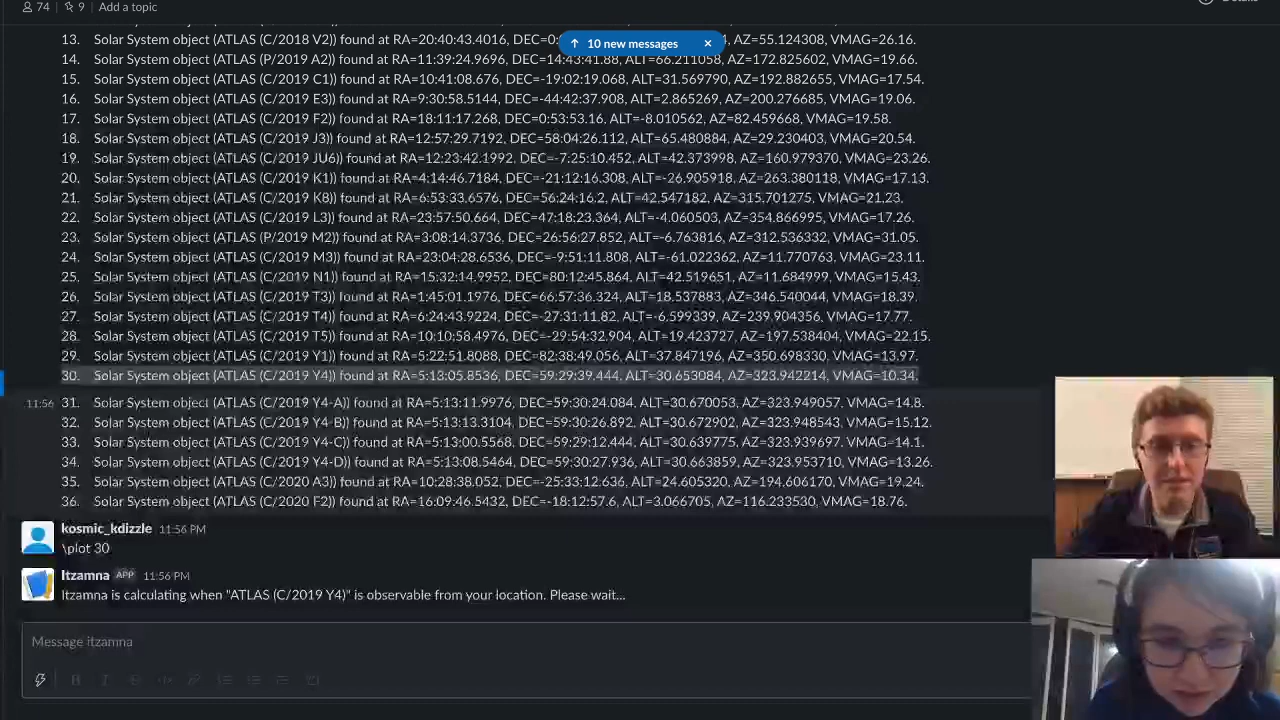 74 9 Add a topic
10 new messages ×
13. Solar System object (ATLAS (C/2018 V2)) found at RA=20:40:43.4016, AZ=55.124308, VMAG=26.16.
14. Solar System object (ATLAS (P/2019 A2)) found at RA=11:39:24.9696, DEC=14:43:41.88, ALT=66.211058, AZ=172.825602, VMAG=19.66.
15. Solar System object (ATLAS (C/2019 C1)) found at RA=10:41:08.676, DEC=-19:02:19.068, ALT=31.569790, AZ=192.882655, VMAG=17.54.
16. Solar System object (ATLAS (C/2019 E3)) found at RA=9:30:58.5144, DEC=-44:42:37.908, ALT=2.865269, AZ=200.276685, VMAG=19.06.
17. Solar System object (ATLAS (C/2019 F2)) found at RA=18:11:17.268, DEC=0:53:53.16, ALT=-8.010562, AZ=82.459668, VMAG=19.58.
18. Solar System object (ATLAS (C/2019 J3)) found at RA=12:57:29.7192, DEC=58:04:26.112, ALT=65.480884, AZ=29.230403, VMAG=20.54.
19. Solar System object (ATLAS (C/2019 JU6)) found at RA=12:23:42.1992, DEC=-7:25:10.452, ALT=42.373998, AZ=160.979370, VMAG=23.26.
20. Solar System object (ATLAS (C/2019 K1)) found at RA=4:14:46.7184, DEC=-21:12:16.308, ALT=-26.905918, AZ=263.380118, VMAG=17.13.
21. Solar System object (ATLAS (C/2019 K8)) found at RA=6:53:33.6576, DEC=56:24:16.2, ALT=42.547182, AZ=315.701275, VMAG=21.23.
22. Solar System object (ATLAS (C/2019 L3)) found at RA=23:57:50.664, DEC=47:18:23.364, ALT=-4.060503, AZ=354.866995, VMAG=17.26.
23. Solar System object (ATLAS (P/2019 M2)) found at RA=3:08:14.3736, DEC=26:56:27.852, ALT=-6.763816, AZ=312.536332, VMAG=31.05.
24. Solar System object (ATLAS (C/2019 M3)) found at RA=23:04:28.6536, DEC=-9:51:11.808, ALT=-61.022362, AZ=11.770763, VMAG=23.11.
25. Solar System object (ATLAS (C/2019 N1)) found at RA=15:32:14.9952, DEC=80:12:45.864, ALT=42.519651, AZ=11.684999, VMAG=15.43.
26. Solar System object (ATLAS (C/2019 T3)) found at RA=1:45:01.1976, DEC=66:57:36.324, ALT=18.537883, AZ=346.540044, VMAG=18.39.
27. Solar System object (ATLAS (C/2019 T4)) found at RA=6:24:43.9224, DEC=-27:31:11.82, ALT=-6.599339, AZ=239.904356, VMAG=17.77.
28. Solar System object (ATLAS (C/2019 T5)) found at RA=10:10:58.4976, DEC=-29:54:32.904, ALT=19.423727, AZ=197.538404, VMAG=22.15.
29. Solar System object (ATLAS (C/2019 Y1)) found at RA=5:22:51.8088, DEC=82:38:49.056, ALT=37.847196, AZ=350.698330, VMAG=13.97.
30. Solar System object (ATLAS (C/2019 Y4)) found at RA=5:13:05.8536, DEC=59:29:39.444, ALT=30.653084, AZ=323.942214, VMAG=10.34.
11:56 31. Solar System object (ATLAS (C/2019 Y4-A)) found at RA=5:13:11.9976, DEC=59:30:24.084, ALT=30.670053, AZ=323.949057, VMAG=14.8.
32. Solar System object (ATLAS (C/2019 Y4-B)) found at RA=5:13:13.3104, DEC=59:30:26.892, ALT=30.672902, AZ=323.948543, VMAG=15.12.
33. Solar System object (ATLAS (C/2019 Y4-C)) found at RA=5:13:00.5568, DEC=59:29:12.444, ALT=30.639775, AZ=323.939697, VMAG=14.1.
34. Solar System object (ATLAS (C/2019 Y4-D)) found at RA=5:13:08.5464, DEC=59:30:27.936, ALT=30.663859, AZ=323.953710, VMAG=13.26.
35. Solar System object (ATLAS (C/2020 A3)) found at RA=10:28:38.052, DEC=-25:33:12.636, ALT=24.605320, AZ=194.606170, VMAG=19.24.
36. Solar System object (ATLAS (C/2020 F2)) found at RA=16:09:46.5432, DEC=-18:12:57.6, ALT=3.066705, AZ=116.233530, VMAG=18.76.
kosmic_kdizzle 11:56 PM
\plot 30
Itzamna APP 11:56 PM
Itzamna is calculating when "ATLAS (C/2019 Y4)" is observable from your location. Please wait...
Message itzamna